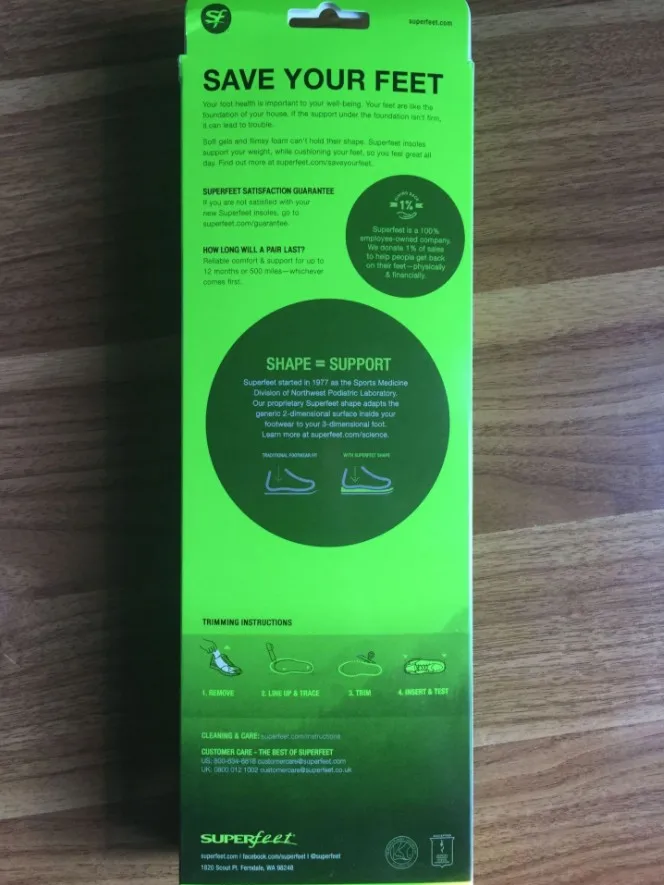 Sf
superfeet.com
SAVE YOUR FEET
Your foot health is important to your well-being. Your feet are like the
foundation of your house. If the support under the foundation isn't firm,
it can lead to trouble.
Soft gels and flimsy foam can't hold their shape. Superfeet insoles
support your weight, while cushioning your feet, so you feel great all
day. Find out more at superfeet.com/saveyourfeet.
SUPERFEET SATISFACTION GUARANTEE
If you are not satisfied with your
new Superfeet insoles, go to
superfeet.com/guarantee.
HOW LONG WILL A PAIR LAST?
Reliable comfort & support for up to
12 months or 500 miles—whichever
comes first.
1%
Superfeet is a 100%
employee-owned company.
We donate 1% of sales
to help people get back
on their feet—physically
& financially.
SHAPE = SUPPORT
Superfeet started in 1977 as the Sports Medicine
Division of Northwest Podiatric Laboratory.
Our proprietary Superfeet shape adapts the
generic 2-dimensional surface inside your
footwear to your 3-dimensional foot.
Learn more at superfeet.com/science.
TRADITIONAL FOOTWEAR FIT
WITH SUPERFEET SHAPE
TRIMMING INSTRUCTIONS
1. REMOVE
2. LINE UP & TRACE
3. TRIM
4. INSERT & TEST
CLEANING & CARE: superfeet.com/instructions
CUSTOMER CARE - THE BEST OF SUPERFEET
US: 800-634-6618 customercare@superfeet.com
UK: 0800 012 1002 customercare@superfeet.co.uk
SUPERfeet
superfeet.com I facebook.com/superfeet I @superfeet
1820 Scout Pl. Ferndale, WA 98248